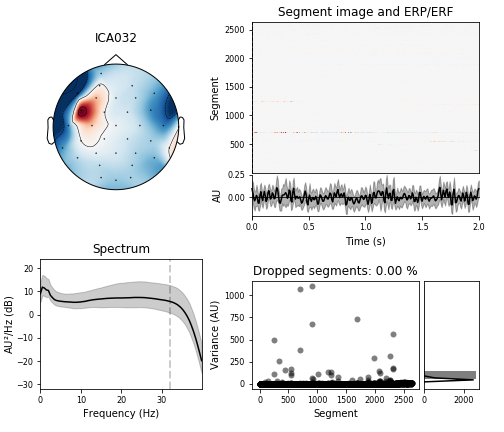 ICA032
Segment image and ERP/ERF
2500
2000
1500
1000
500
Segment
0.25
0.00
AU
0.0 0.5 1.0 1.5 2.0
Time (s)
Spectrum
20
10
0
−10
−20
−30
AU²/Hz (dB)
0 10 20 30
Frequency (Hz)
Dropped segments: 0.00 %
1000
750
500
250
0
Variance (AU)
0 500 1000 1500 2000 2500
Segment
0 2000